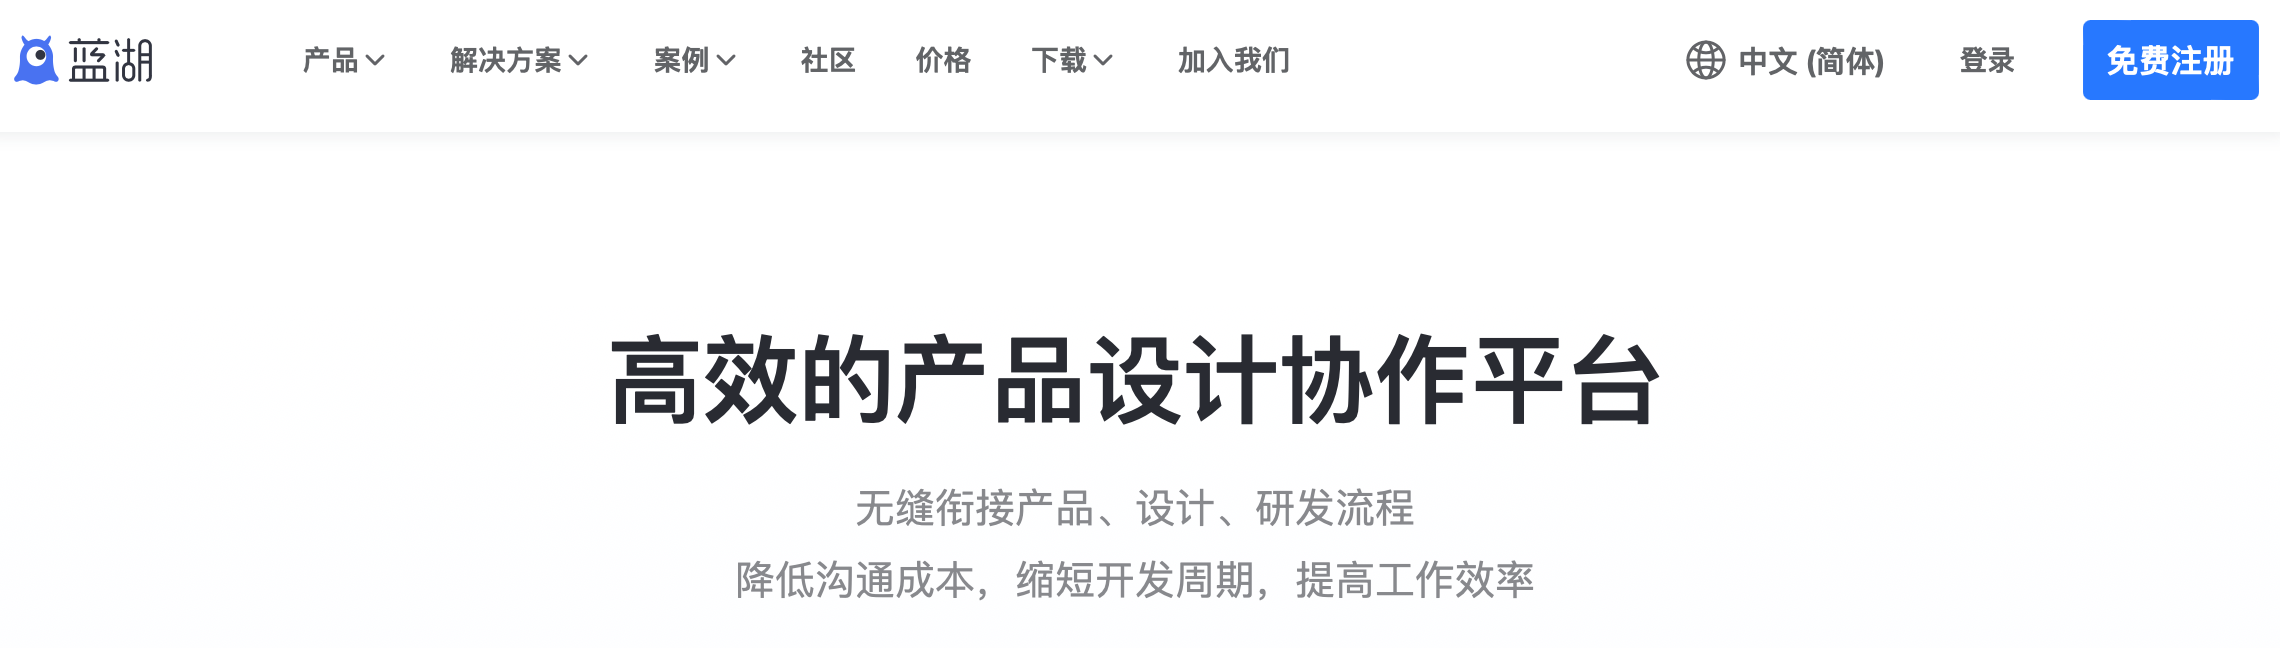 蓝湖 产品 解决方案 案例 社区 价格 下载 加入我们 中文 (简体) 登录 免费注册
高效的产品设计协作平台
无缝衔接产品、设计、研发流程
降低沟通成本，缩短开发周期，提高工作效率